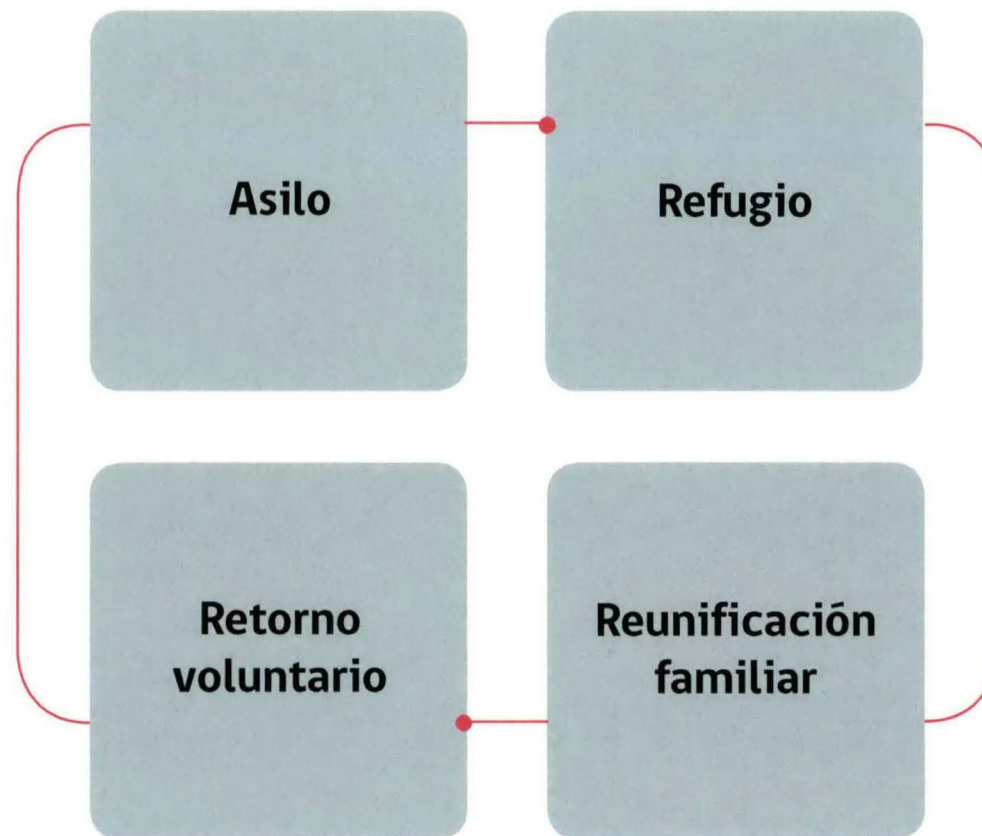 Asilo
Refugio
Retorno
voluntario
Reunificación
familiar